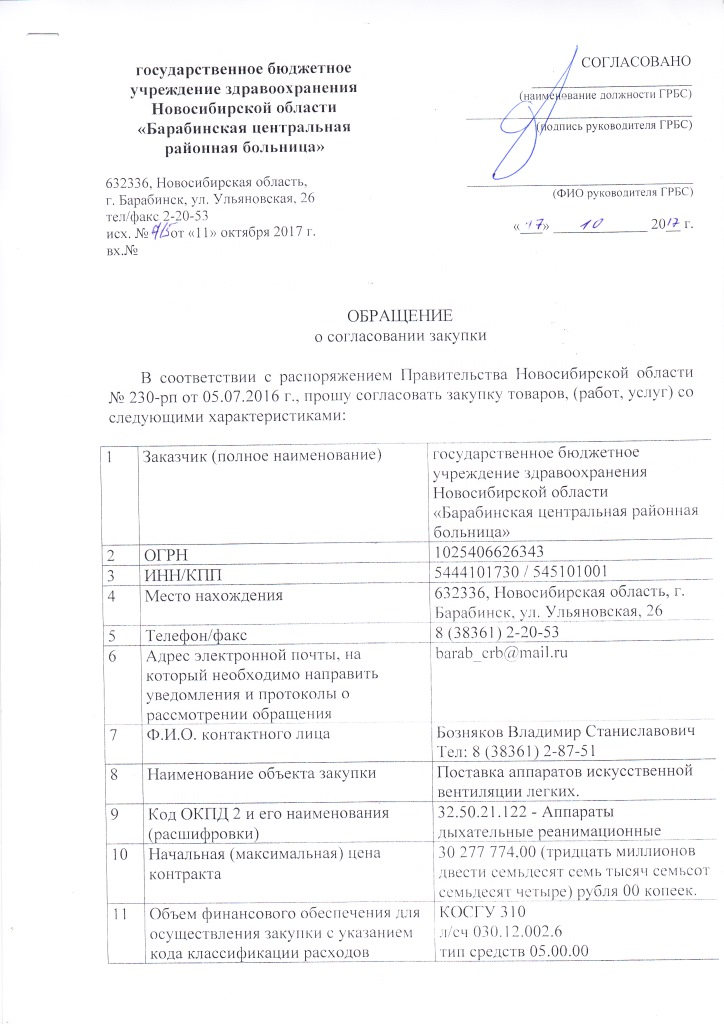 государственное бюджетное
учреждение здравоохранения
Новосибирской области
«Барабинская центральная
районная больница»
632336, Новосибирская область,
г. Барабинск, ул. Ульяновская, 26
тел/факс 2-20-53
исх. № 915 от «11» октября 2017 г.
вх.№
СОГЛАСОВАНО
(наименование должности ГРБС)
(подпись руководителя ГРБС)
(ФИО руководителя ГРБС)
«17» 10 2017 г.
ОБРАЩЕНИЕ
о согласовании закупки
В соответствии с распоряжением Правительства Новосибирской области
№ 230-рп от 05.07.2016 г., прошу согласовать закупку товаров, (работ, услуг) со
следующими характеристиками:
1 Заказчик (полное наименование) государственное бюджетное
учреждение здравоохранения
Новосибирской области
«Барабинская центральная районная
больница»
2 ОГРН 1025406626343
3 ИНН/КПП 5444101730 / 545101001
4 Место нахождения 632336, Новосибирская область, г.
Барабинск, ул. Ульяновская, 26
5 Телефон/факс 8 (38361) 2-20-53
6 Адрес электронной почты, на barab_crb@mail.ru
который необходимо направить
уведомления и протоколы о
рассмотрении обращения
7 Ф.И.О. контактного лица Возняков Владимир Станиславович
Тел: 8 (38361) 2-87-51
8 Наименование объекта закупки Поставка аппаратов искусственной
вентиляции легких.
9 Код ОКПД 2 и его наименования 32.50.21.122 - Аппараты
(расшифровки) дыхательные реанимационные
10 Начальная (максимальная) цена 30 277 774,00 (тридцать миллионов
контракта двести семьдесят семь тысяч семьсот
семьдесят четыре) рубля 00 копеек.
11 Объем финансового обеспечения для КОСГУ 310
осуществления закупки с указанием л/сч 030.12.002.6
кода классификации расходов тип средств 05.00.00